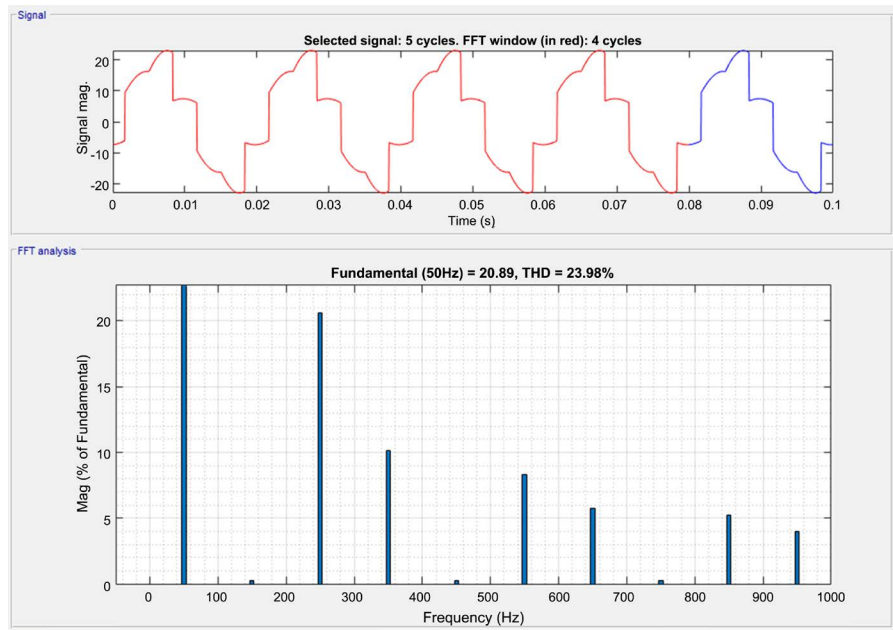 Signal
Selected signal: 5 cycles. FFT window (in red): 4 cycles
Signal mag.
20
10
0
-10
-20
0 0.01 0.02 0.03 0.04 0.05 0.06 0.07 0.08 0.09 0.1
Time (s)
FFT analysis
Fundamental (50Hz) = 20.89, THD = 23.98%
Mag (% of Fundamental)
20
15
10
5
0
0 100 200 300 400 500 600 700 800 900 1000
Frequency (Hz)